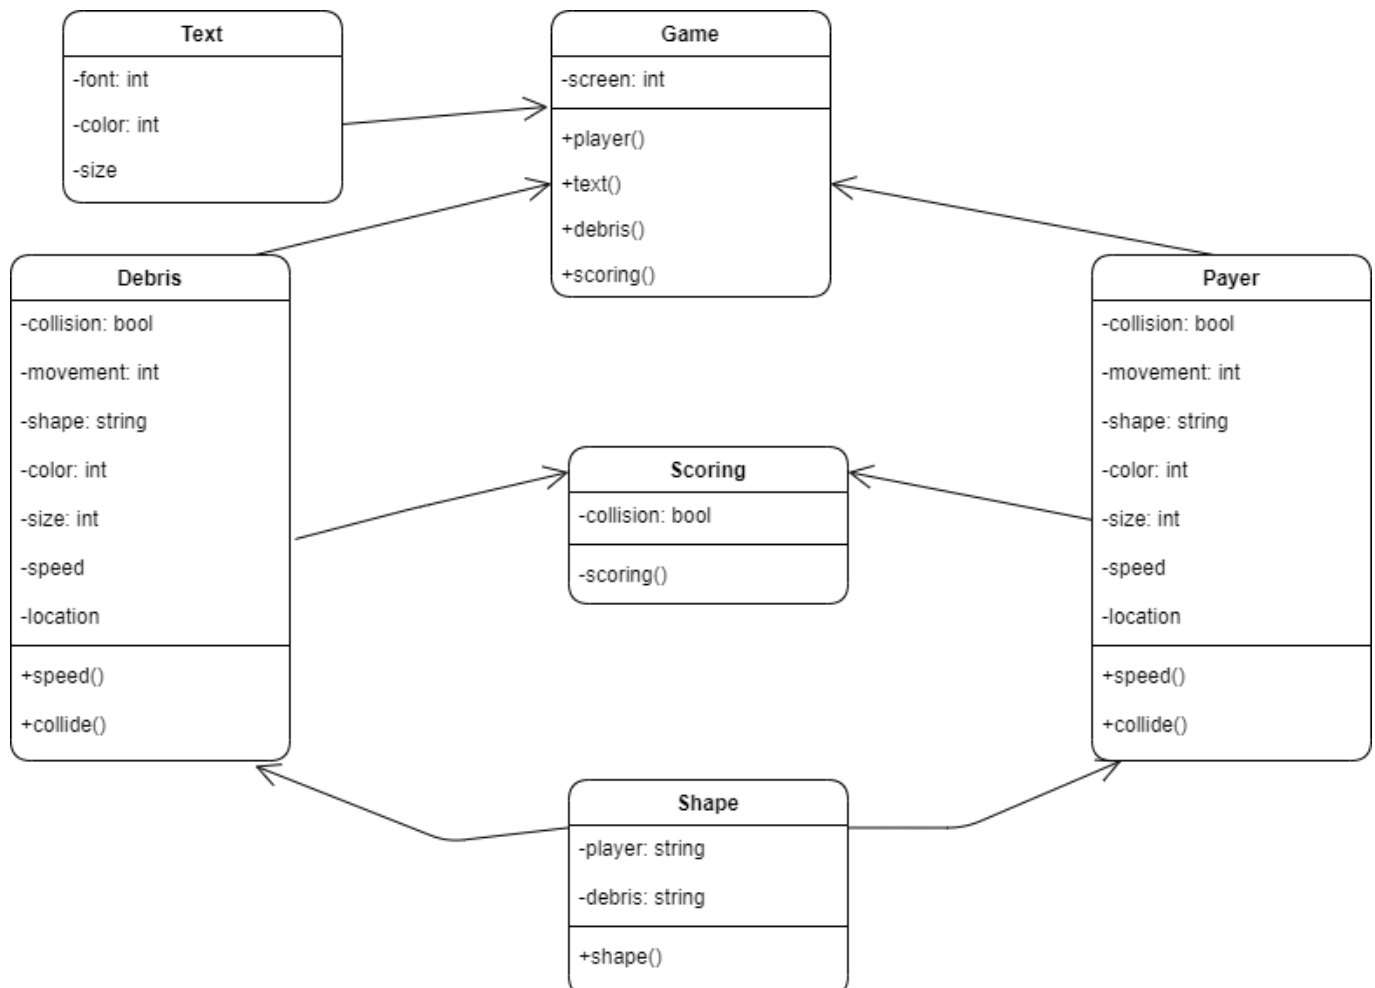 Text
-font: int
-color: int
-size
Game
-screen: int
+player()
+text()
+debris()
+scoring()
Debris
-collision: bool
-movement: int
-shape: string
-color: int
-size: int
-speed
-location
+speed()
+collide()
Scoring
-collision: bool
-scoring()
Payer
-collision: bool
-movement: int
-shape: string
-color: int
-size: int
-speed
-location
+speed()
+collide()
Shape
-player: string
-debris: string
+shape()